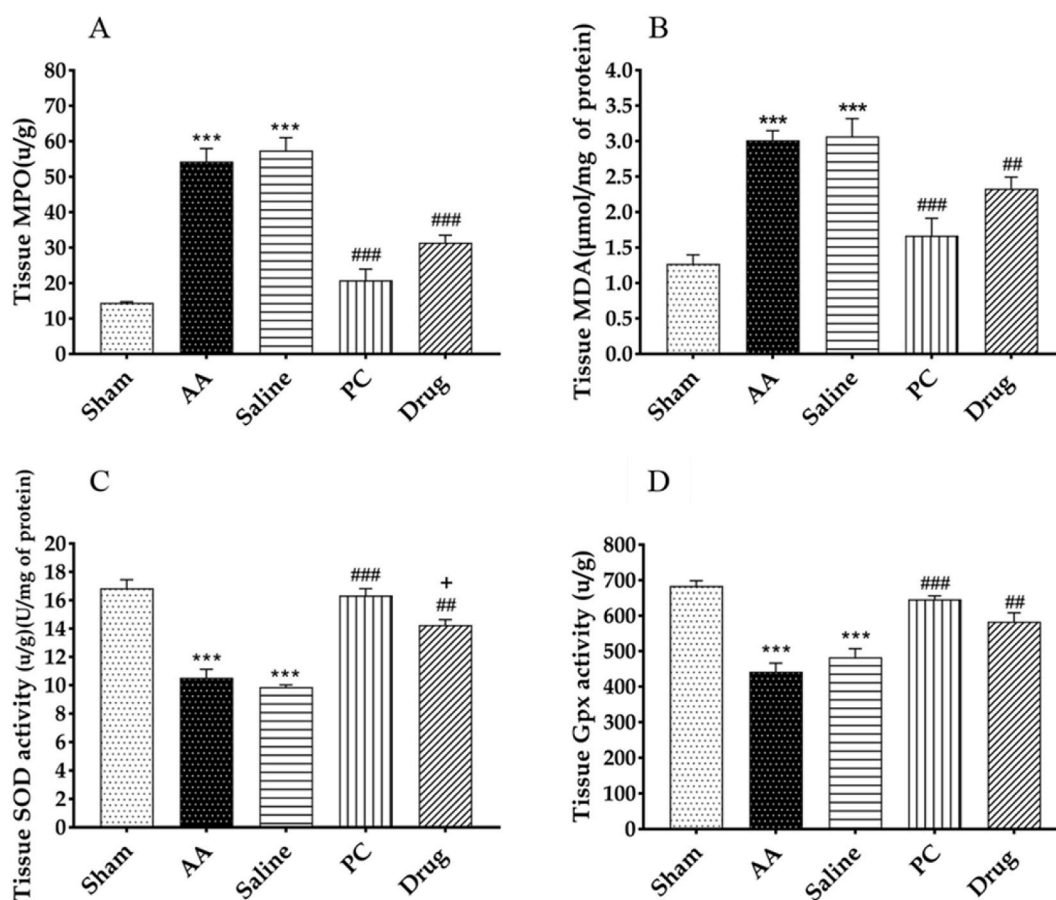 A
Tissue MPO(u/g)
80
70
60
50
40
30
20
10
0
***
***
###
###
Sham
AA
Saline
PC
Drug
B
Tissue MDA(μmol/mg of protein)
4.0
3.5
3.0
2.5
2.0
1.5
1.0
0.5
0.0
***
***
###
##
Sham
AA
Saline
PC
Drug
C
Tissue SOD activity (u/g)(U/mg of protein)
20
18
16
14
12
10
8
6
4
2
0
***
***
###
+
##
Sham
AA
Saline
PC
Drug
D
Tissue Gpx activity (u/g)
800
700
600
500
400
300
200
100
0
***
***
###
##
Sham
AA
Saline
PC
Drug